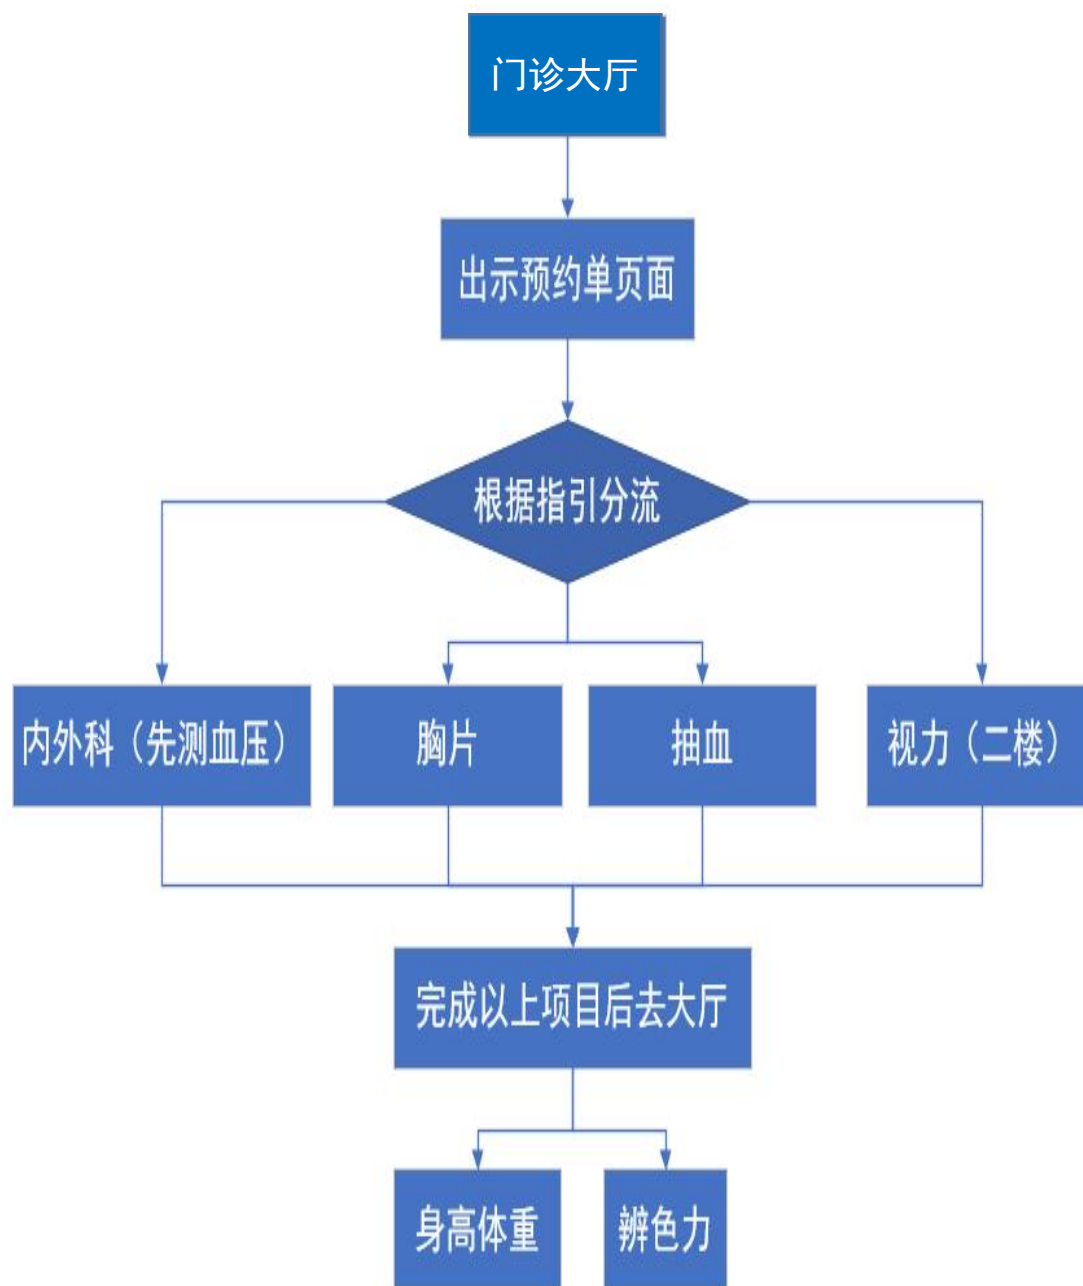 门诊大厅
出示预约单页面
根据指引分流
内外科（先测血压）
胸片
抽血
视力（二楼）
完成以上项目后去大厅
身高体重
辨色力